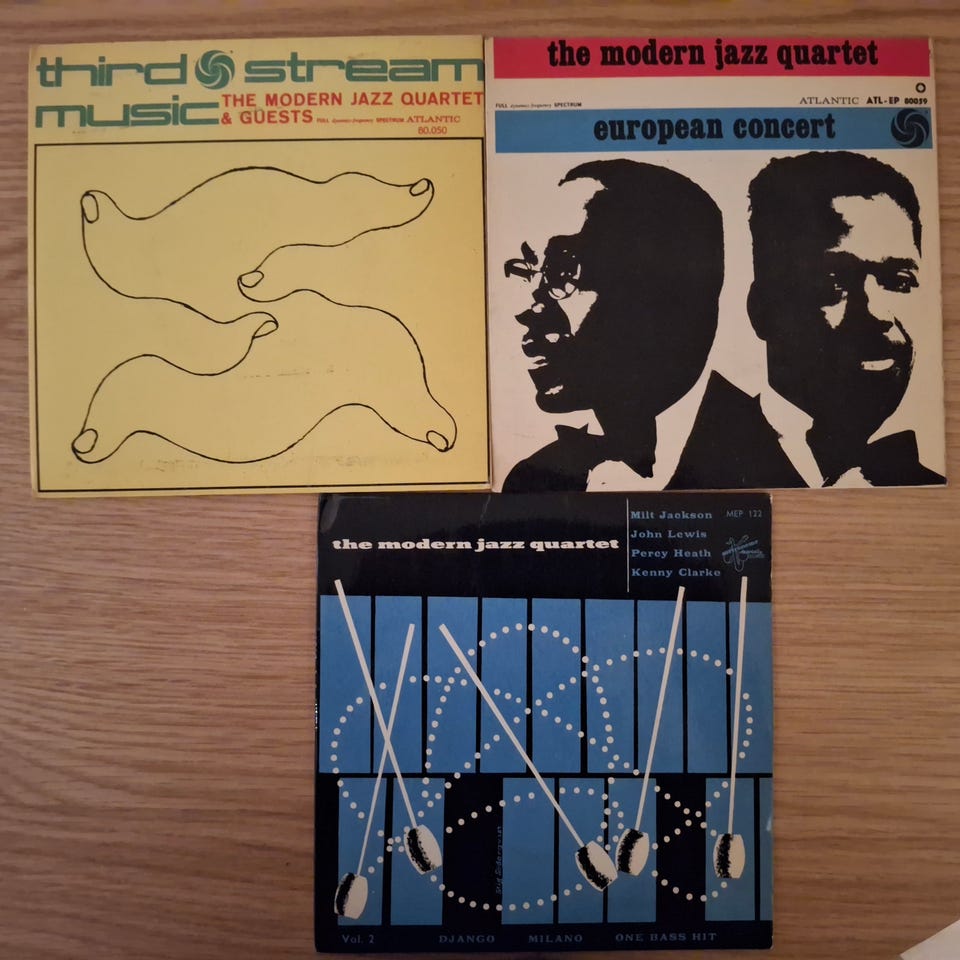 third stream
music
THE MODERN JAZZ QUARTET
& GUESTS FULL dynamics-frequency SPECTRUM ATLANTIC
80.050
the modern jazz quartet
FULL dynamics-frequency SPECTRUM ATLANTIC ATL-EP 80059
european concert
the modern jazz quartet
Milt Jackson MEP 122
John Lewis
Percy Heath
Kenny Clarke
Vol. 2 DJANGO MILANO ONE BASS HIT